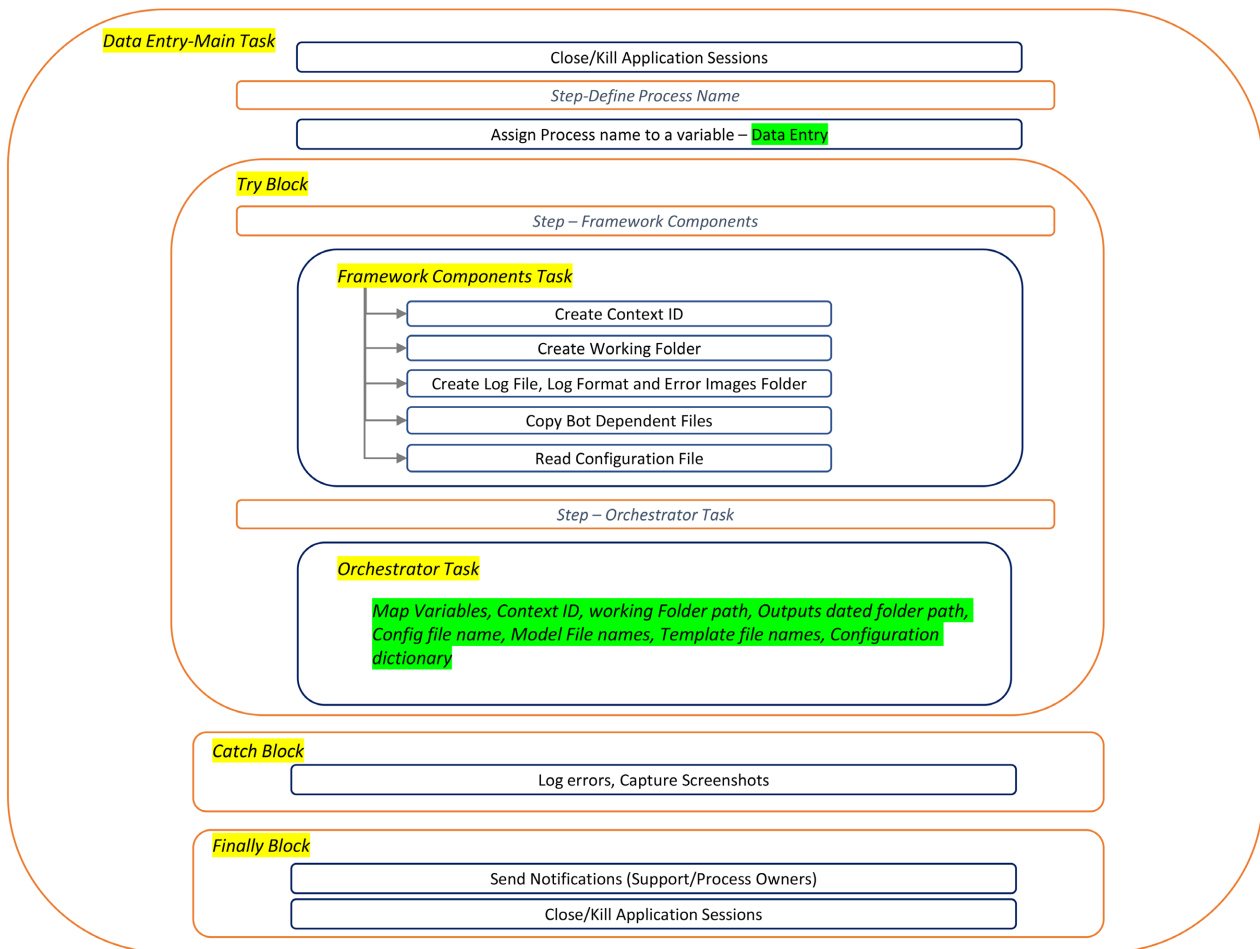 Data Entry-Main Task
Close/Kill Application Sessions
Step-Define Process Name
Assign Process name to a variable – Data Entry
Try Block
Step – Framework Components
Framework Components Task
Create Context ID
Create Working Folder
Create Log File, Log Format and Error Images Folder
Copy Bot Dependent Files
Read Configuration File
Step – Orchestrator Task
Orchestrator Task
Map Variables, Context ID, working Folder path, Outputs dated folder path,
Config file name, Model File names, Template file names, Configuration
dictionary
Catch Block
Log errors, Capture Screenshots
Finally Block
Send Notifications (Support/Process Owners)
Close/Kill Application Sessions